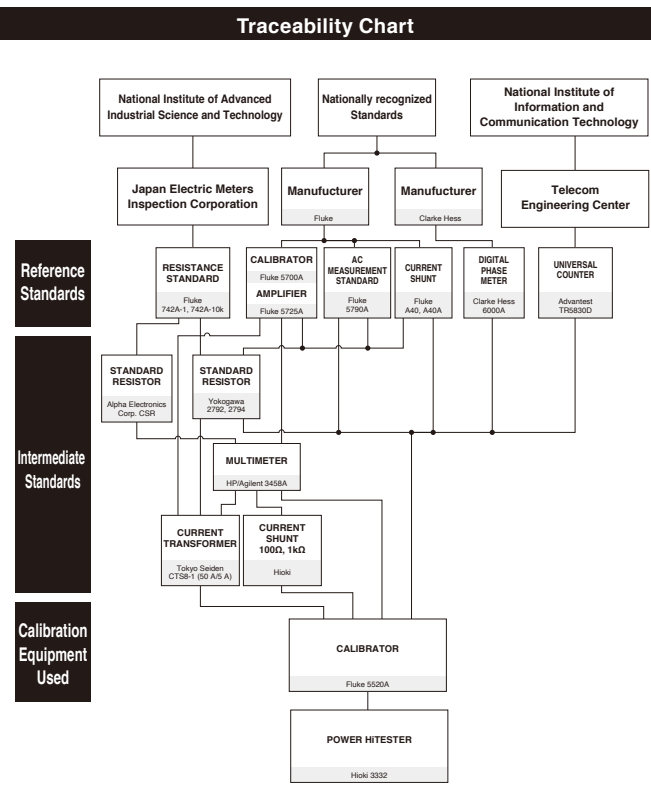 Traceability Chart
National Institute of Advanced
Industrial Science and Technology
Nationally recognized
Standards
National Institute of
Information and
Communication Technology
Japan Electric Meters
Inspection Corporation
Manufucturer
Fluke
Manufucturer
Clarke Hess
Telecom
Engineering Center
Reference
Standards
RESISTANCE
STANDARD
Fluke
742A-1, 742A-10k
CALIBRATOR
Fluke 5700A
AMPLIFIER
Fluke 5725A
AC
MEASUREMENT
STANDARD
Fluke
5790A
CURRENT
SHUNT
Fluke
A40, A40A
DIGITAL
PHASE
METER
Clarke Hess
6000A
UNIVERSAL
COUNTER
Advantest
TR5830D
Intermediate
Standards
STANDARD
RESISTOR
Alpha Electronics
Corp. CSR
STANDARD
RESISTOR
Yokogawa
2792, 2794
MULTIMETER
HP/Agilent 3458A
CURRENT
TRANSFORMER
Tokyo Seiden
CTS8-1 (50 A/5 A)
CURRENT
SHUNT
100Ω, 1kΩ
Hioki
Calibration
Equipment
Used
CALIBRATOR
Fluke 5520A
POWER HiTESTER
Hioki 3332